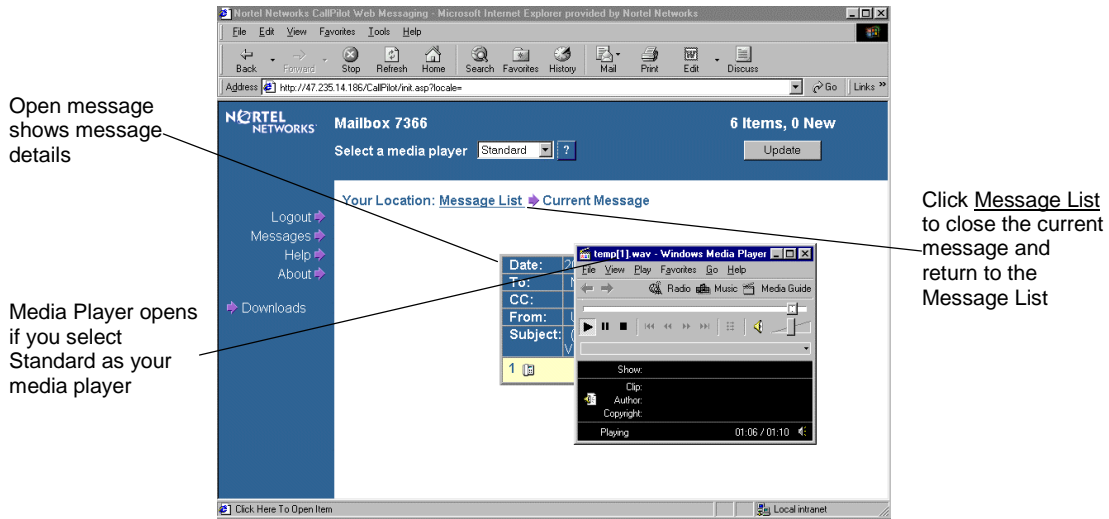 Nortel Networks CallPilot Web Messaging - Microsoft Internet Explorer provided by Nortel Networks
File Edit View Favorites Tools Help
Back Forward Stop Refresh Home Search Favorites History Mail Print Edit Discuss
Address http://47.235.14.186/CallPilot/init.asp?locale= Go Links »
NORTEL
NETWORKS
Mailbox 7366 6 Items, 0 New
Select a media player Standard ? Update
Your Location: Message List Current Message
Logout
Messages
Help
About
Downloads
Date: 20
To: N
CC:
From: U
Subject: (
V
1
temp[1].wav - Windows Media Player
File View Play Favorites Go Help
Radio Music Media Guide
Show:
Clip:
Author:
Copyright:
Playing 01:06 / 01:10
Click Here To Open Item Local intranet
Open message
shows message
details
Media Player opens
if you select
Standard as your
media player
Click Message List
to close the current
message and
return to the
Message List